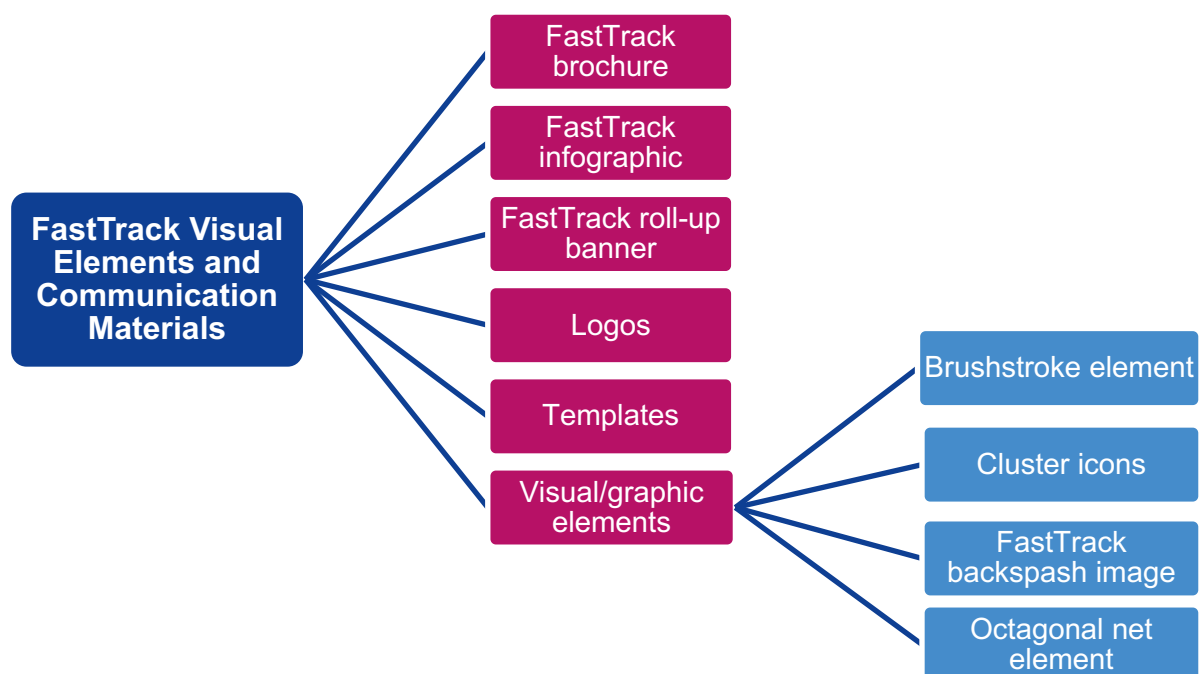 FastTrack
brochure
FastTrack
infographic
FastTrack roll-up
banner
FastTrack Visual
Elements and
Communication
Materials
Logos
Templates
Visual/graphic
elements
Brushstroke element
Cluster icons
FastTrack
backspash image
Octagonal net
element